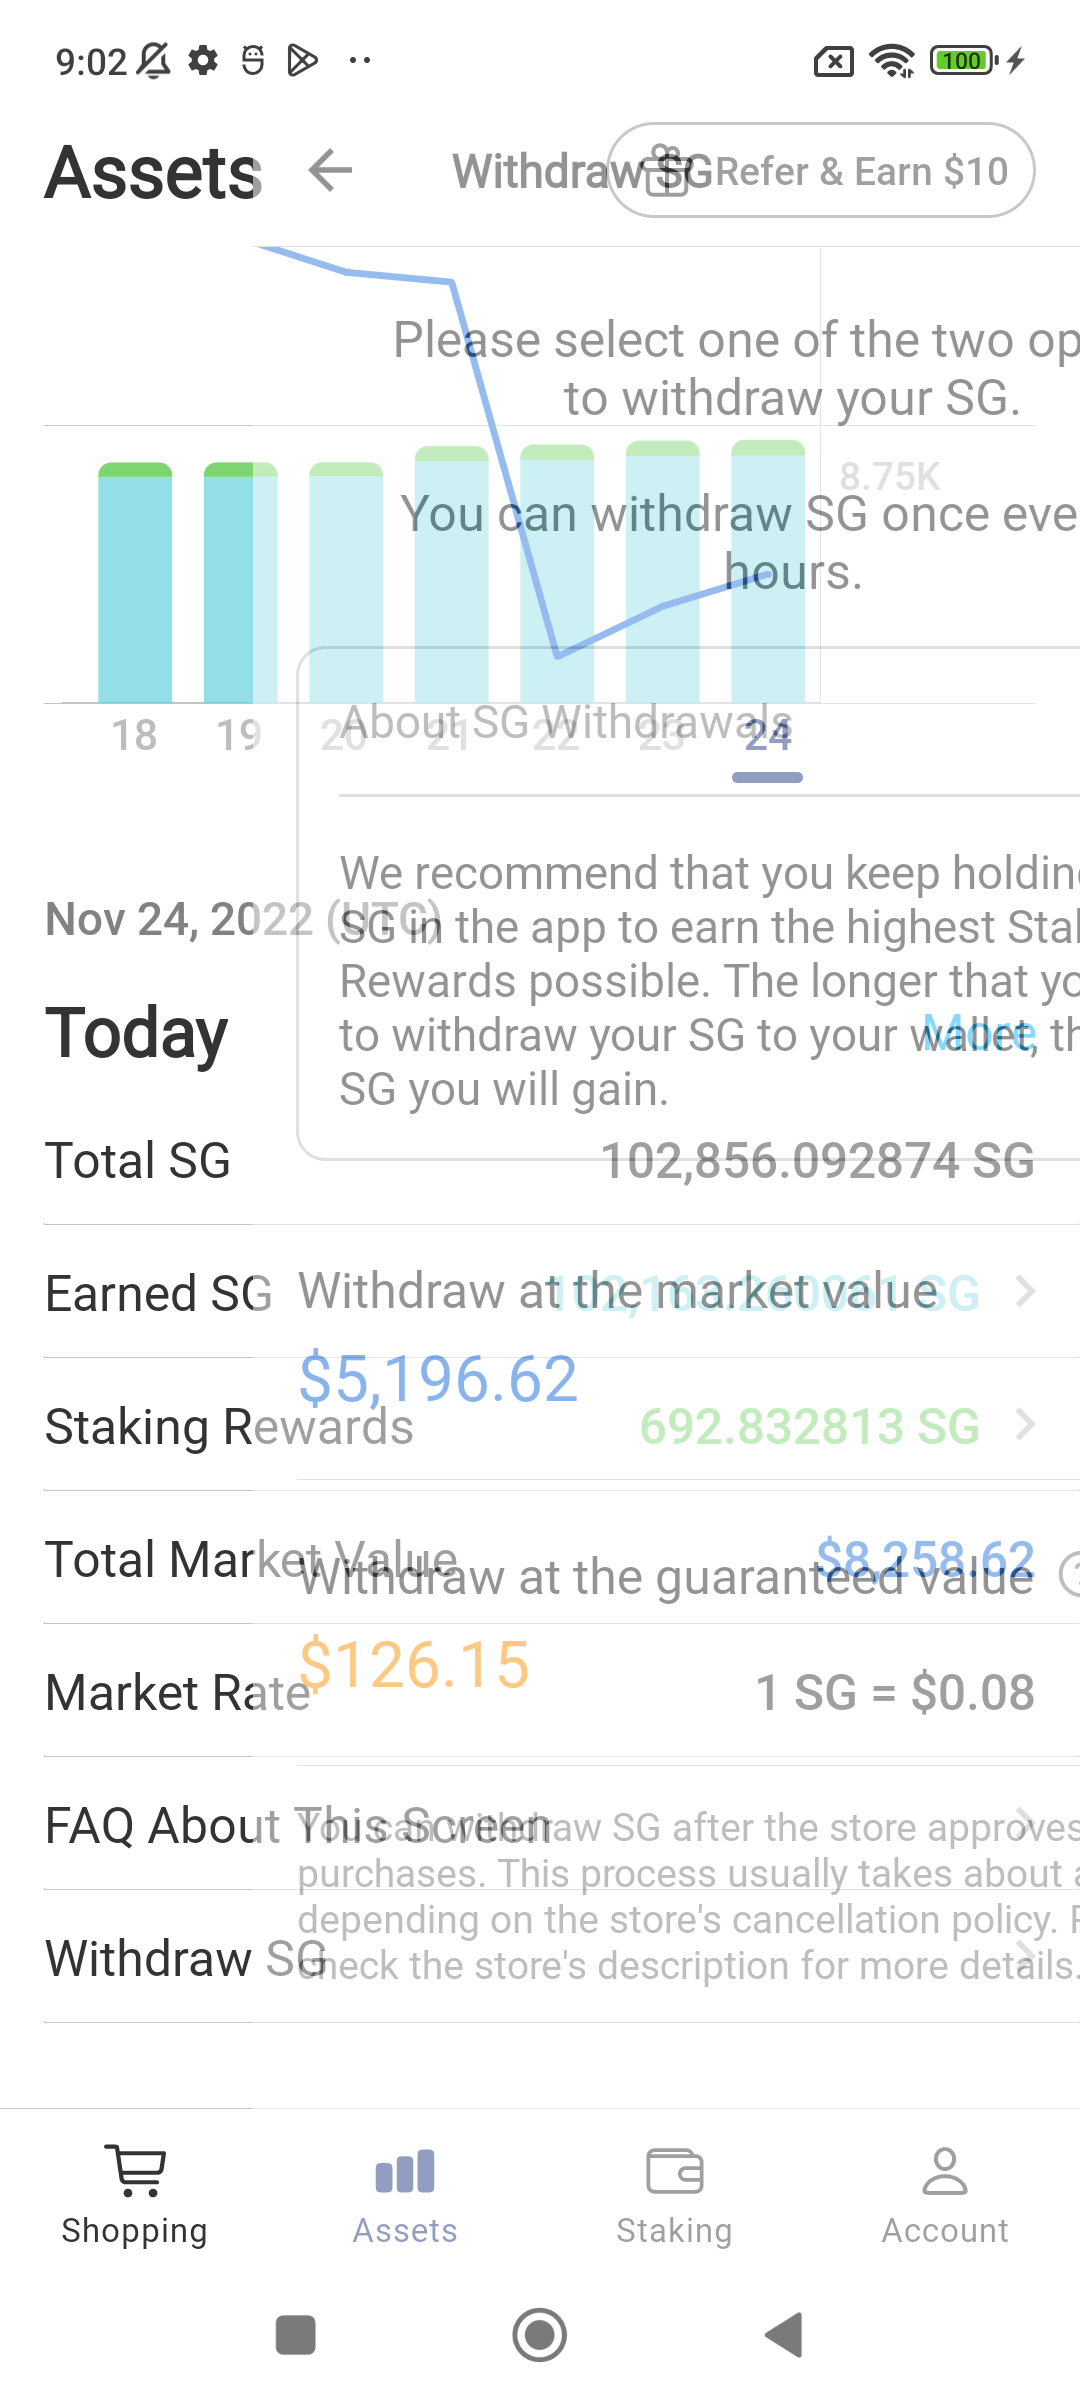 9:02
100
Assets
Withdraw SG
Refer & Earn $10
Please select one of the two op
to withdraw your SG.
8.75K
You can withdraw SG once eve
hours.
18 19 20 21 22 23 24
About SG Withdrawals
Nov 24, 2022 (UTC)
We recommend that you keep holding
SG in the app to earn the highest Stak
Rewards possible. The longer that yo
to withdraw your SG to your wallet, th
SG you will gain.
Today
More
Total SG
102,856.092874 SG
Earned SG
102,163.260061 SG
Withdraw at the market value
$5,196.62
Staking Rewards
692.832813 SG
Total Market Value
$8,258.62
Withdraw at the guaranteed value
$126.15
Market Rate
1 SG = $0.08
FAQ About This Screen
You can withdraw SG after the store approves
purchases. This process usually takes about a
depending on the store's cancellation policy. P
check the store's description for more details.
Withdraw SG
Shopping
Assets
Staking
Account